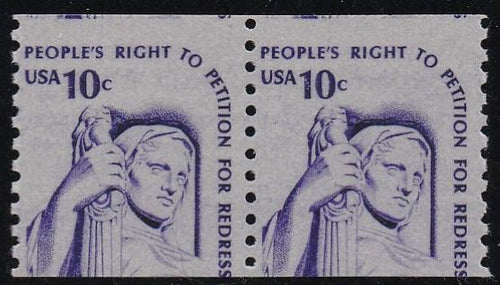 PEOPLE'S RIGHT TO PETITION FOR REDRESS
USA 10c
PEOPLE'S RIGHT TO PETITION FOR REDRESS
USA 10c